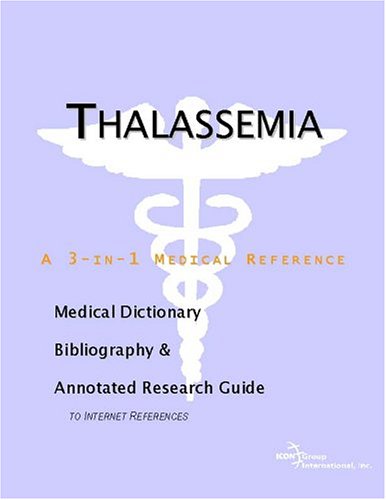 THALASSEMIA
A 3-IN-1 MEDICAL REFERENCE
Medical Dictionary
Bibliography &
Annotated Research Guide
TO INTERNET REFERENCES
ICON Group
International, Inc.